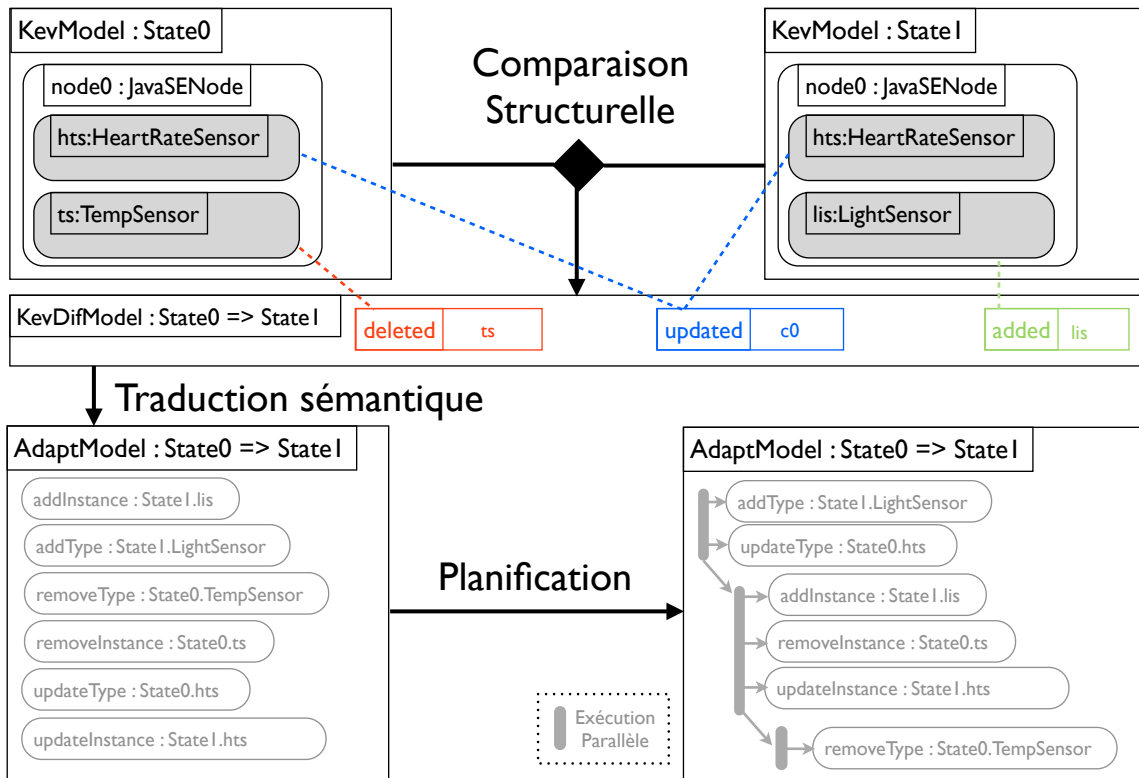 KevModel : State0
node0 : JavaSENode
hts:HeartRateSensor
ts:TempSensor
Comparaison
Structurelle
KevModel : State1
node0 : JavaSENode
hts:HeartRateSensor
lis:LightSensor
KevDifModel : State0 => State1
deleted ts
updated c0
added lis
Traduction sémantique
AdaptModel : State0 => State1
addInstance : State1.lis
addType : State1.LightSensor
removeType : State0.TempSensor
removeInstance : State0.ts
updateType : State0.hts
updateInstance : State1.hts
Planification
Exécution
Parallèle
AdaptModel : State0 => State1
addType : State1.LightSensor
updateType : State0.hts
addInstance : State1.lis
removeInstance : State0.ts
updateInstance : State1.hts
removeType : State0.TempSensor